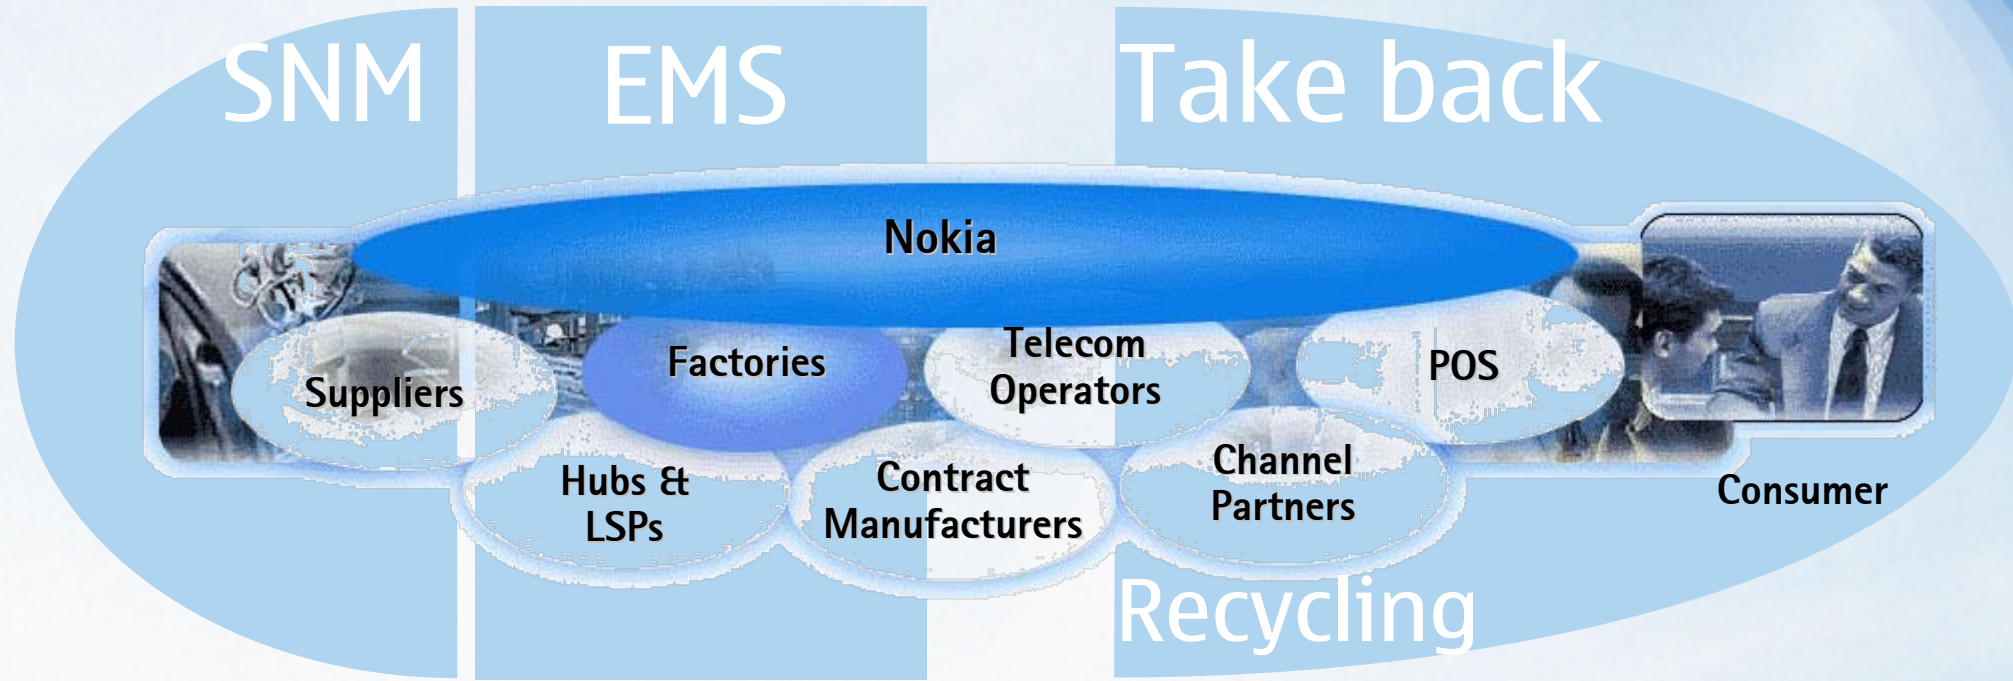 SNM
EMS
Take back
Nokia
Suppliers
Factories
Telecom
Operators
POS
Hubs &
LSPs
Contract
Manufacturers
Channel
Partners
Consumer
Recycling